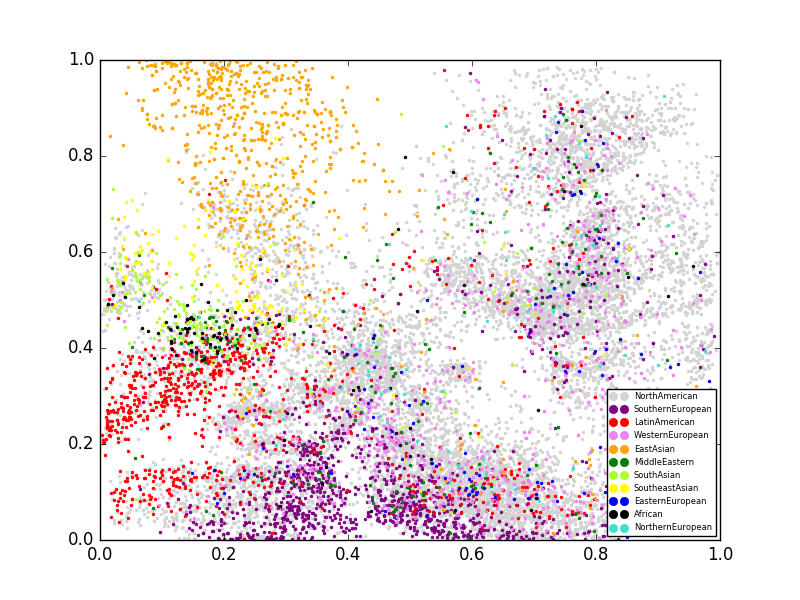 1.0
0.8
0.6
0.4
0.2
0.0
0.0 0.2 0.4 0.6 0.8 1.0
NorthAmerican
SouthernEuropean
LatinAmerican
WesternEuropean
EastAsian
MiddleEastern
SouthAsian
SoutheastAsian
EasternEuropean
African
NorthernEuropean